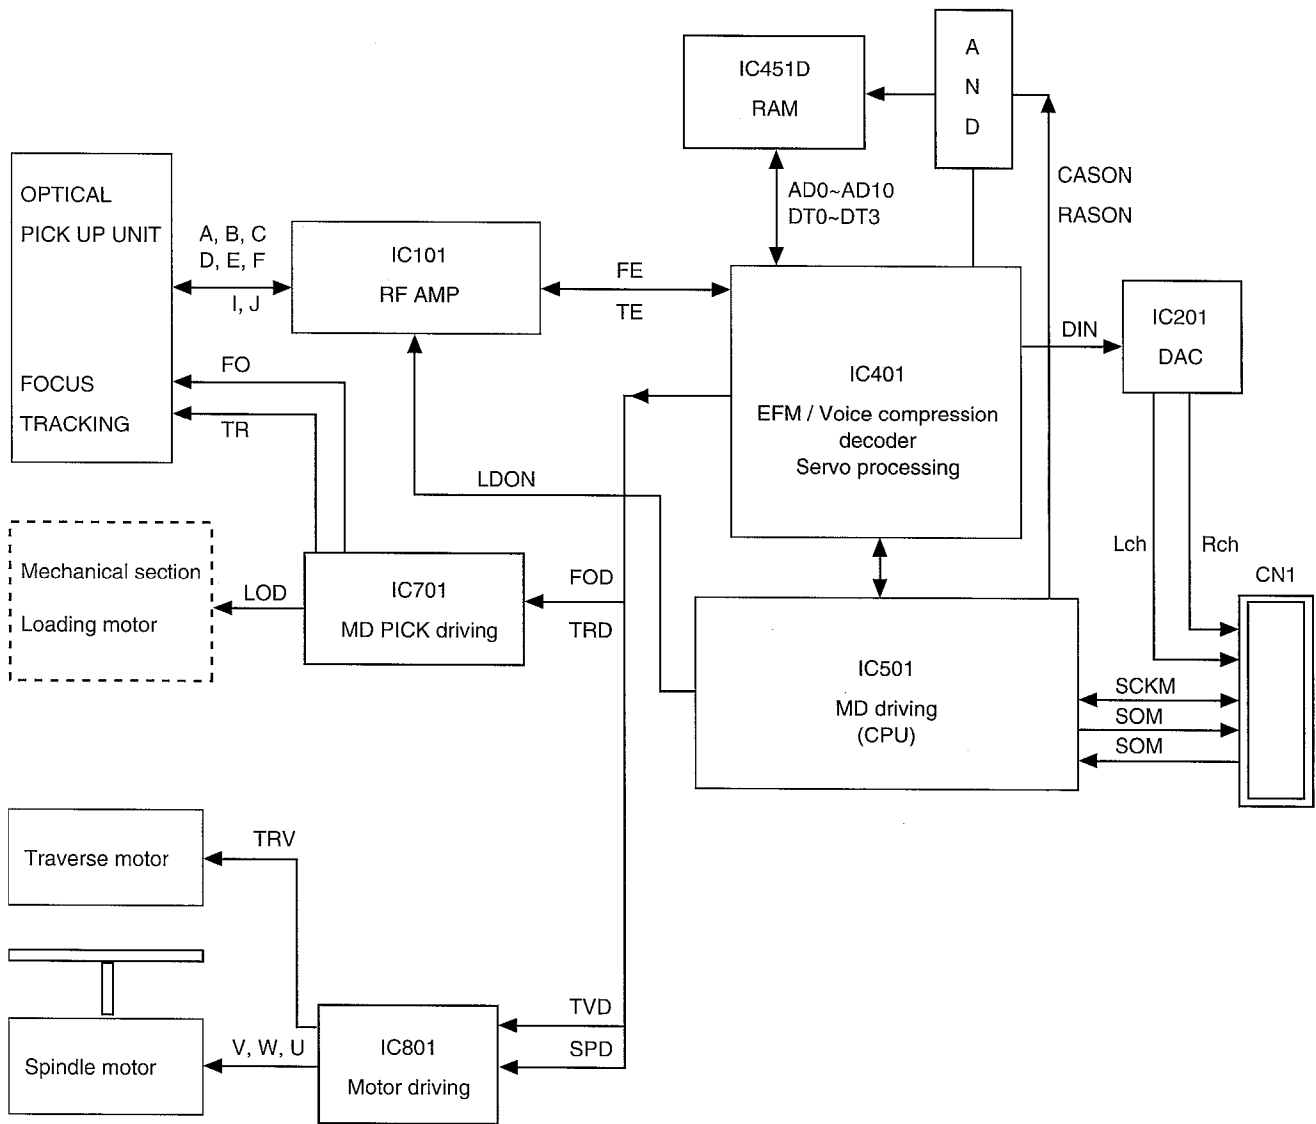 IC451D
RAM
A
N
D
AD0~AD10
DT0~DT3
CASON
RASON
OPTICAL
PICK UP UNIT
FOCUS
TRACKING
A, B, C
D, E, F
I, J
IC101
RF AMP
FE
TE
IC401
EFM / Voice compression
decoder
Servo processing
DIN
IC201
DAC
FO
TR
LDON
Lch
Rch
CN1
Mechanical section
Loading motor
LOD
IC701
MD PICK driving
FOD
TRD
IC501
MD driving
(CPU)
SCKM
SOM
SOM
Traverse motor
TRV
Spindle motor
V, W, U
IC801
Motor driving
TVD
SPD